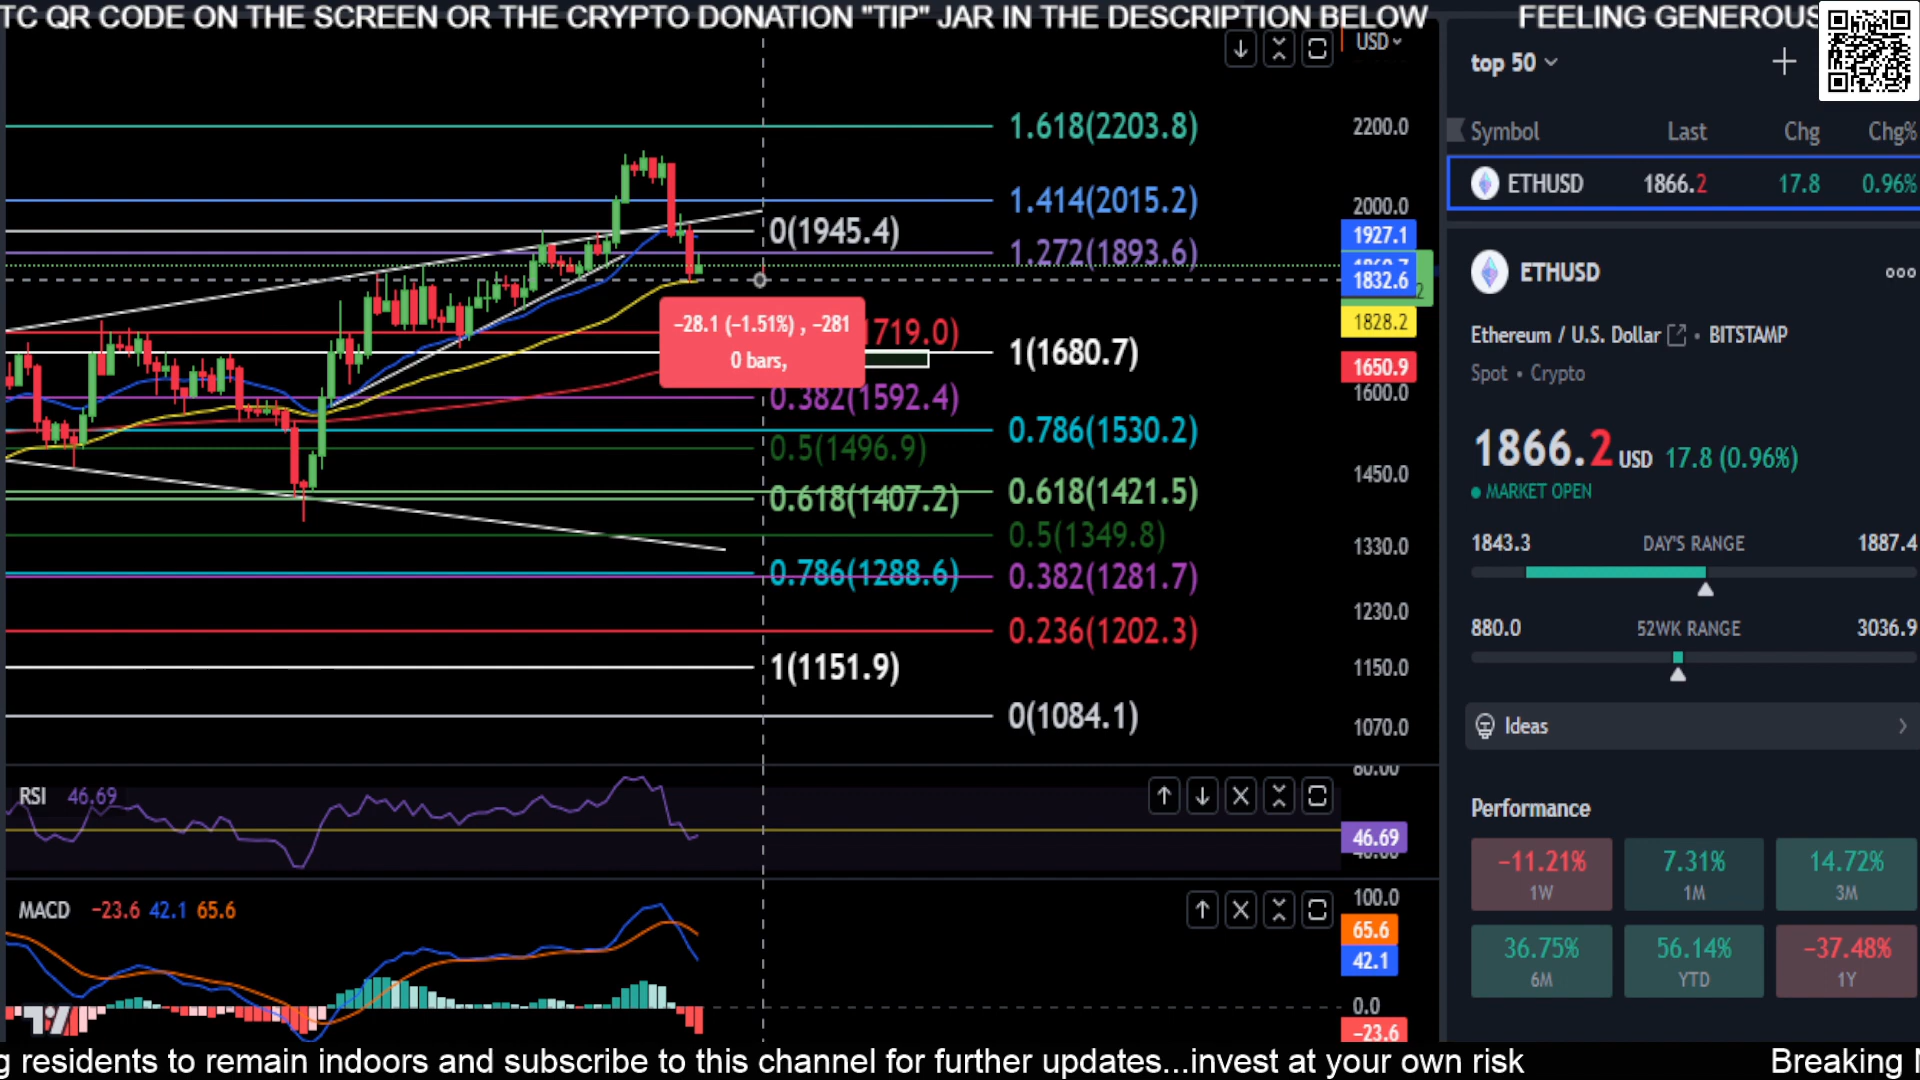 TC QR CODE ON THE SCREEN OR THE CRYPTO DONATION "TIP" JAR IN THE DESCRIPTION BELOW FEELING GENEROUS
USD
top 50
Symbol Last Chg Chg%
ETHUSD 1866.2 17.8 0.96%
ETHUSD
Ethereum / U.S. Dollar • BITSTAMP
Spot • Crypto
1866.2 USD 17.8 (0.96%)
MARKET OPEN
1843.3 DAY'S RANGE 1887.4
880.0 52WK RANGE 3036.9
Ideas
Performance
−11.21% 7.31% 14.72%
1W 1M 3M
36.75% 56.14% −37.48%
6M YTD 1Y
1.618(2203.8)
1.414(2015.2)
0(1945.4)
1.272(1893.6)
−28.1 (−1.51%) , −281
0 bars,
1719.0)
1(1680.7)
0.382(1592.4)
0.786(1530.2)
0.5(1496.9)
0.618(1407.2)
0.618(1421.5)
0.5(1349.8)
0.786(1288.6)
0.382(1281.7)
0.236(1202.3)
1(1151.9)
0(1084.1)
2200.0
2000.0
1927.1
1832.6
1828.2
1650.9
1600.0
1450.0
1330.0
1230.0
1150.0
1070.0
RSI 46.69
80.00
46.69
MACD −23.6 42.1 65.6
100.0
65.6
42.1
0.0
−23.6
g residents to remain indoors and subscribe to this channel for further updates...invest at your own risk Breaking